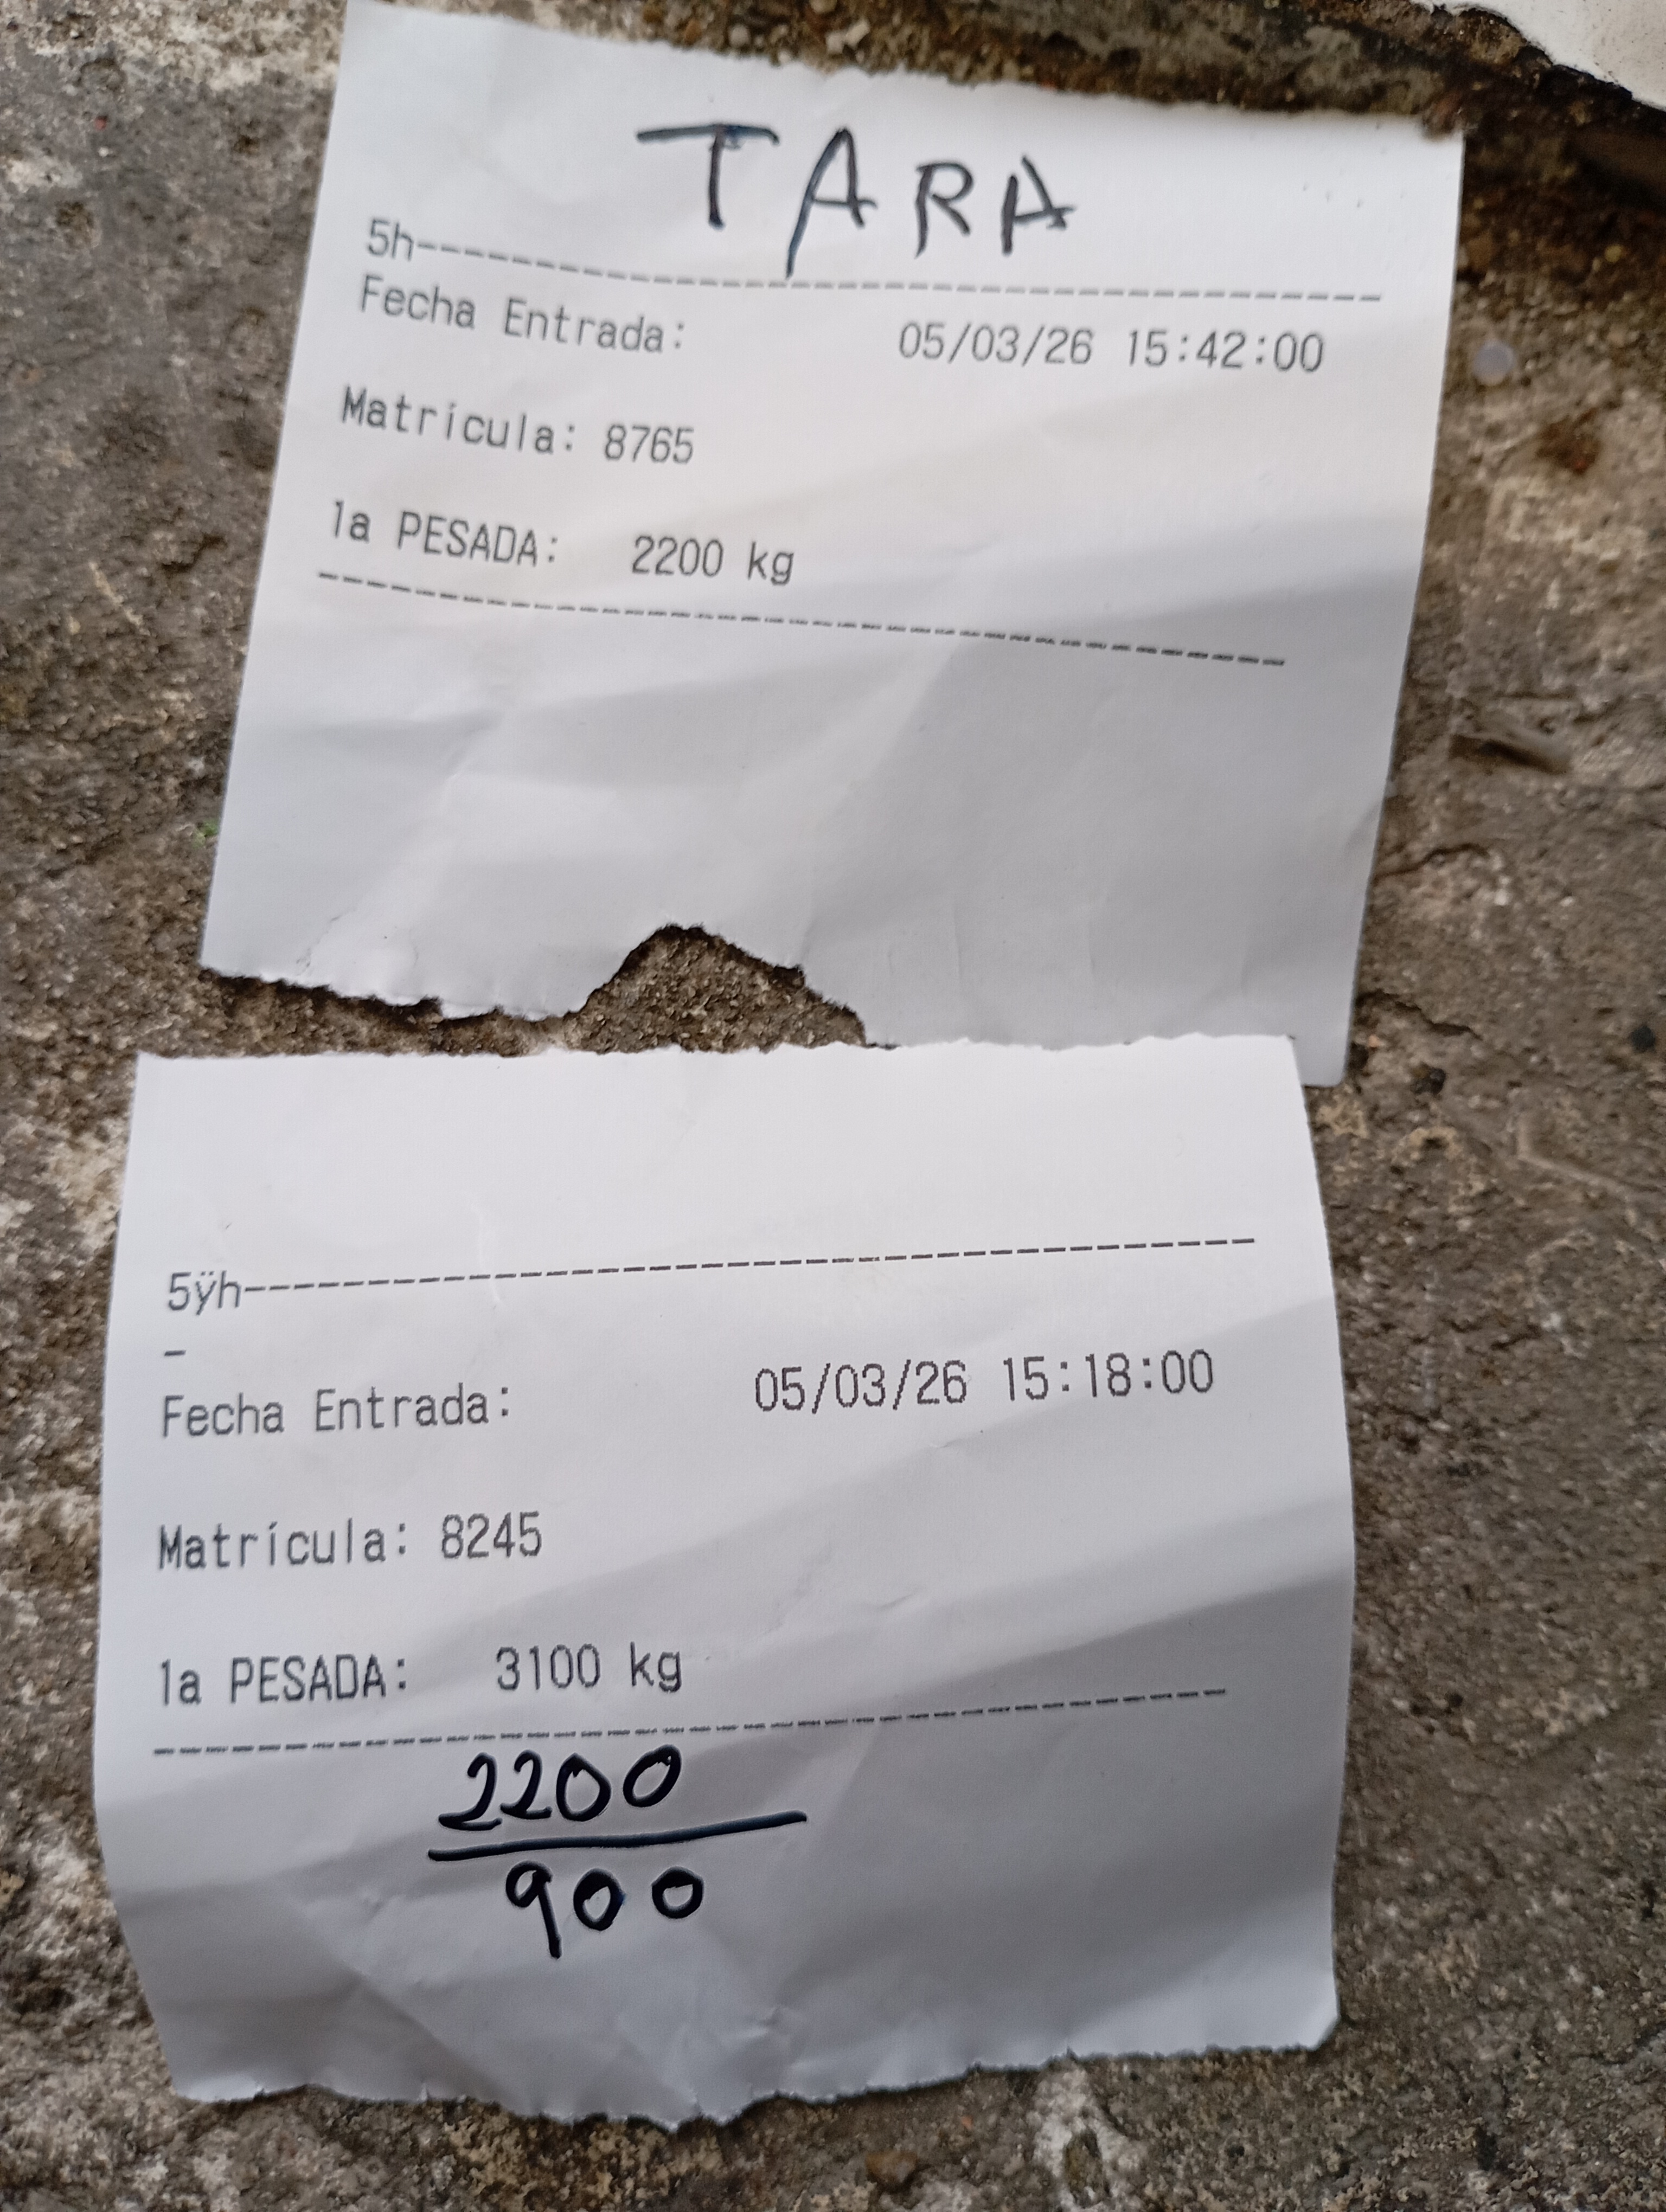 TARA
5h--------------------------------------
Fecha Entrada: 05/03/26 15:42:00
Matrícula: 8765
1a PESADA: 2200 kg
----------------------------------------
5ÿh---------------------------------------
-
Fecha Entrada: 05/03/26 15:18:00
Matrícula: 8245
1a PESADA: 3100 kg
----------------------------------------
2200
900